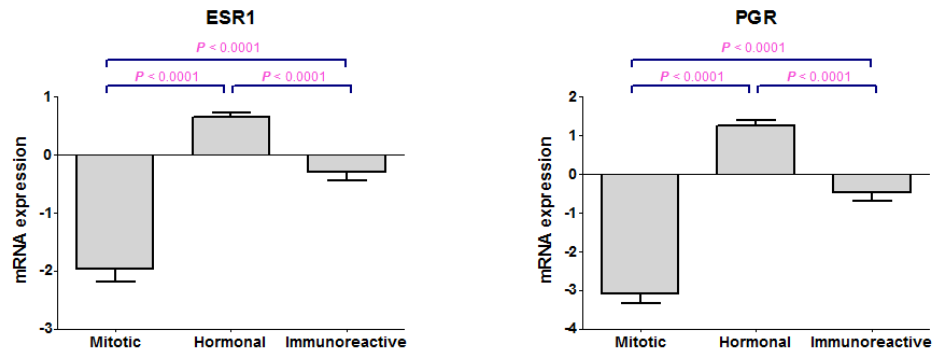 ESR1
P < 0.0001
P < 0.0001
P < 0.0001
mRNA expression
1
0
-1
-2
-3
Mitotic
Hormonal
Immunoreactive
PGR
P < 0.0001
P < 0.0001
P < 0.0001
mRNA expression
2
1
0
-1
-2
-3
-4
Mitotic
Hormonal
Immunoreactive